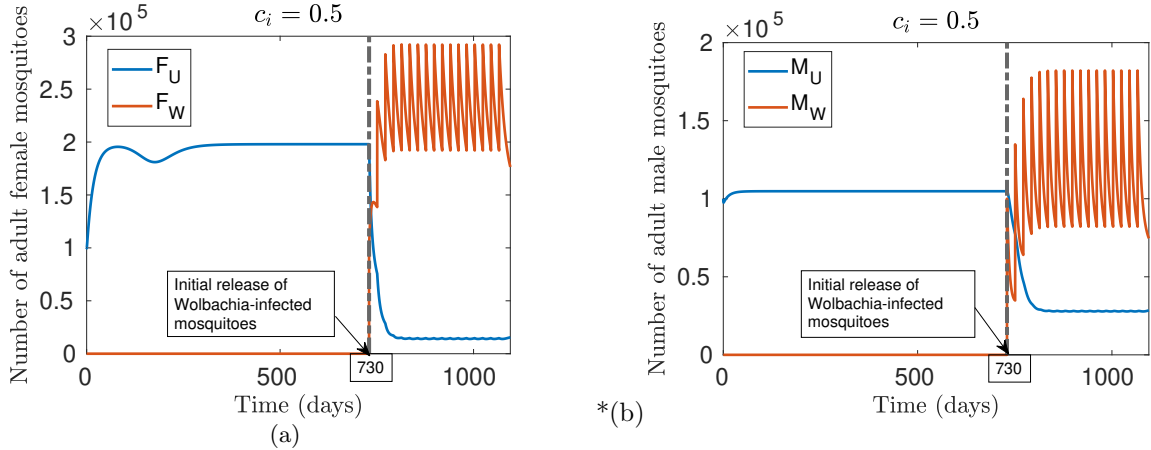 c_i = 0.5
× 10^5
Number of adult female mosquitoes
3
2.5
2
1.5
1
0.5
0
F_U
F_W
Initial release of
Wolbachia-infected
mosquitoes
730
0
500
1000
Time (days)
(a)
c_i = 0.5
× 10^5
Number of adult male mosquitoes
2
1.5
1
0.5
0
M_U
M_W
Initial release of
Wolbachia-infected
mosquitoes
730
0
500
1000
Time (days)
*(b)